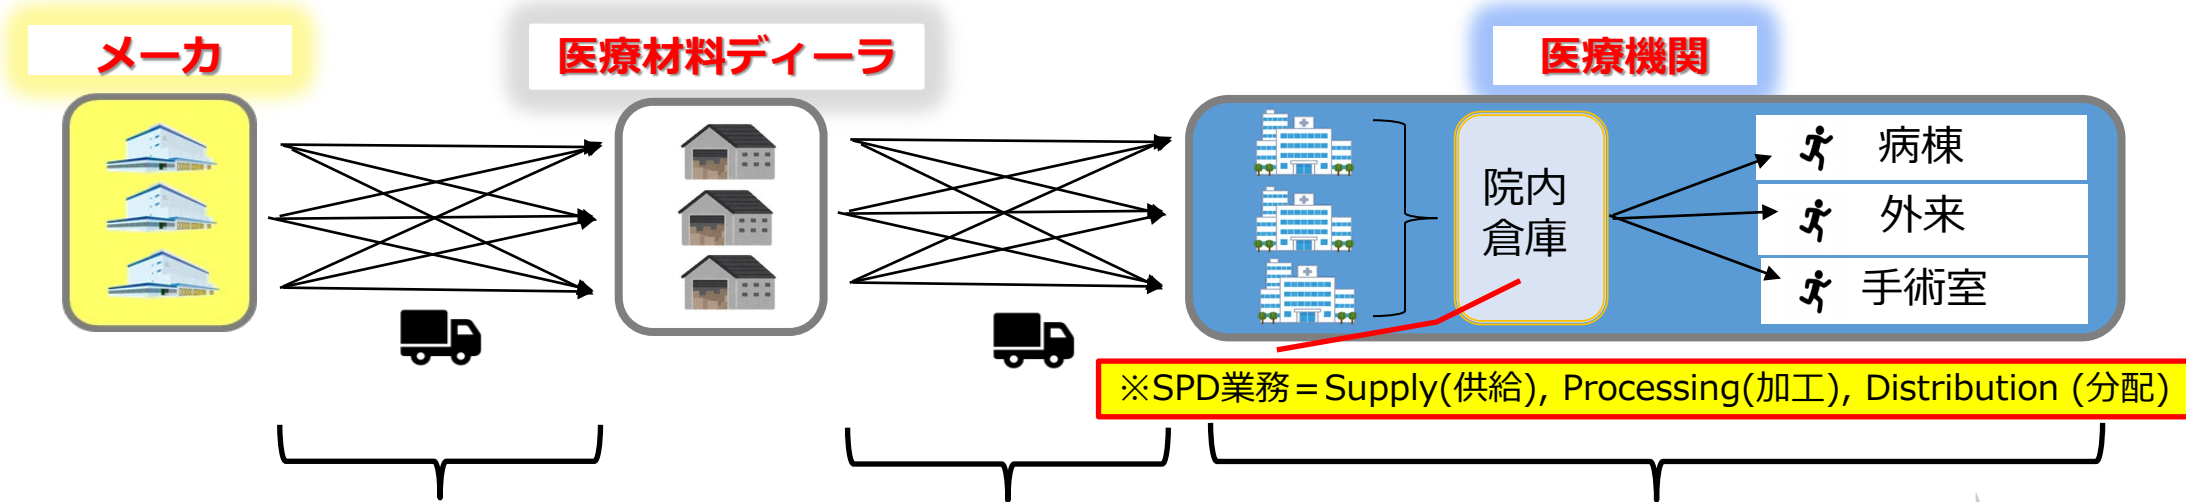 メーカ
医療材料ディーラ
医療機関
院内
倉庫
病棟
外来
手術室
※SPD業務＝Supply(供給), Processing(加工), Distribution (分配)